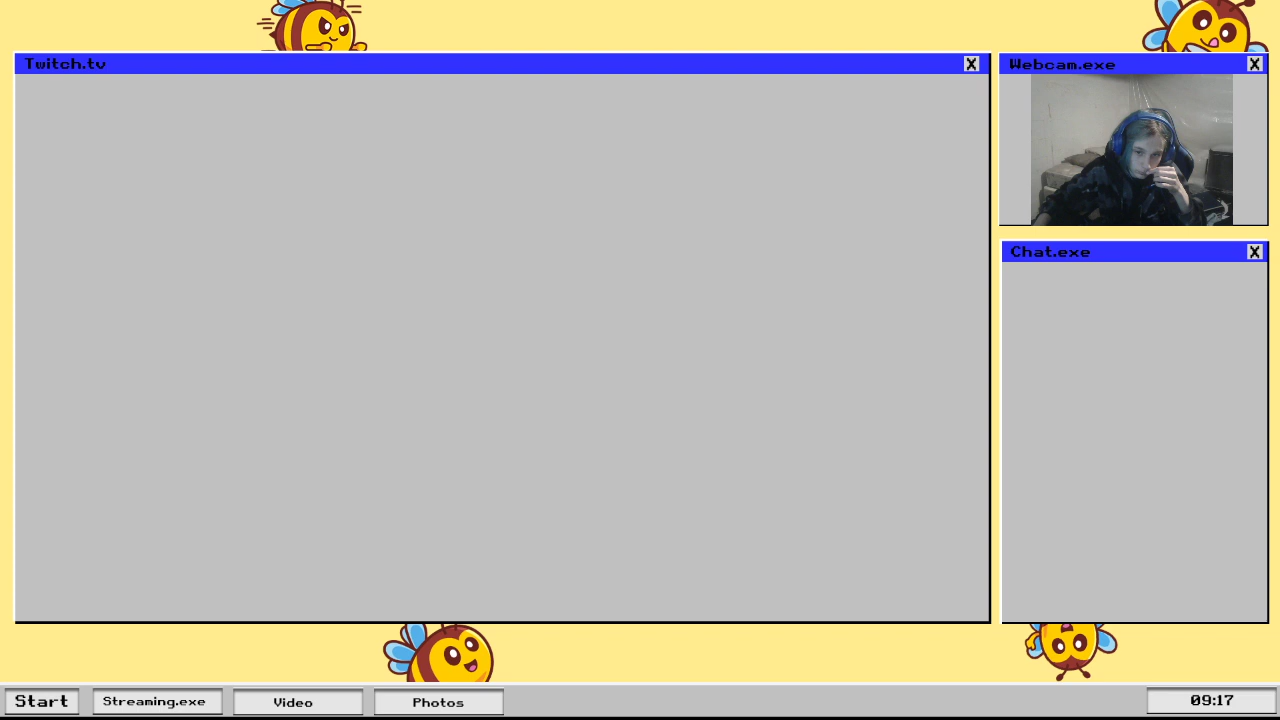 Twitch.tv X
Webcam.exe X
Chat.exe X
Start Streaming.exe Video Photos 09:17